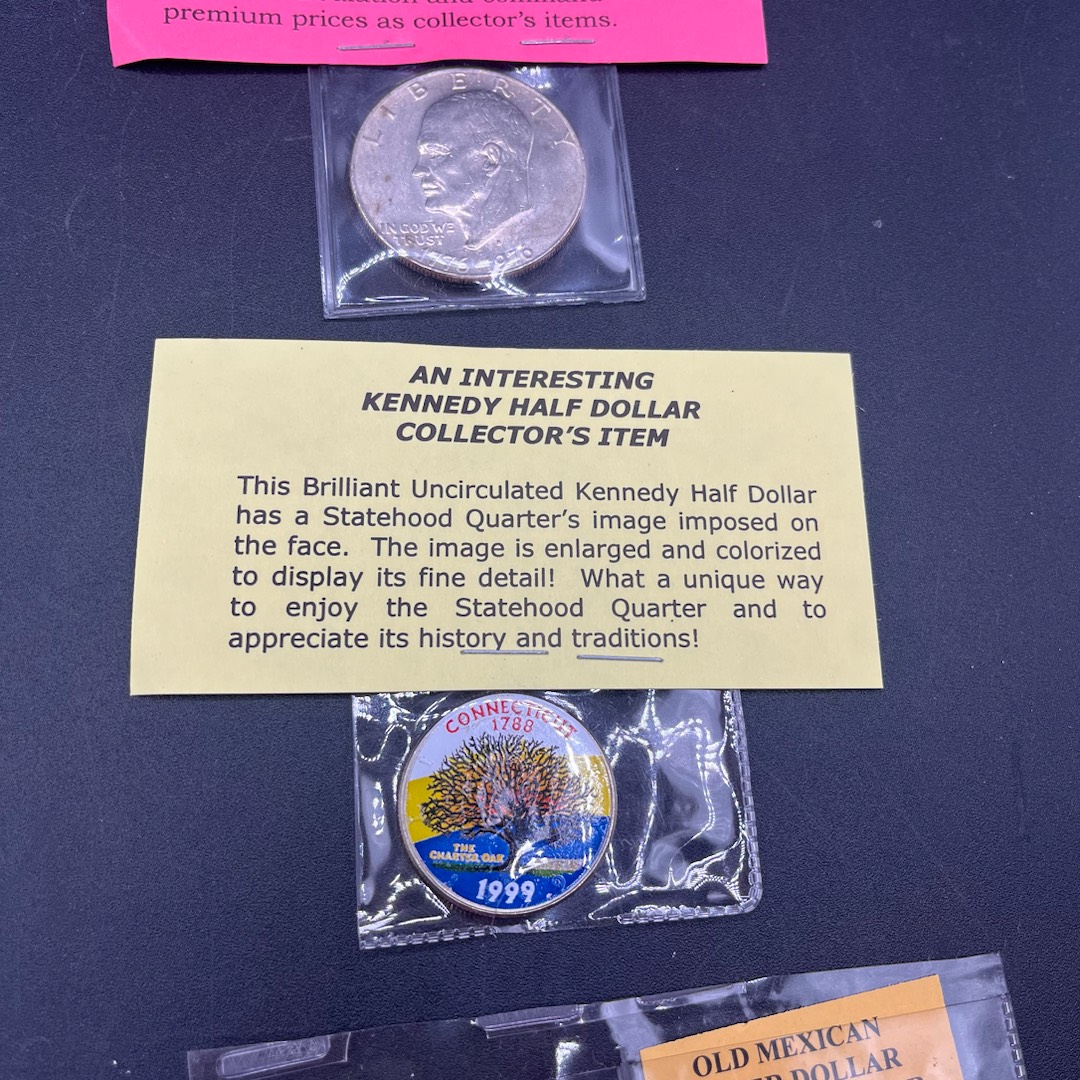 premium prices as collector's items.
LIBERTY
IN GOD WE
TRUST
1776
AN INTERESTING
KENNEDY HALF DOLLAR
COLLECTOR'S ITEM
This Brilliant Uncirculated Kennedy Half Dollar
has a Statehood Quarter's image imposed on
the face. The image is enlarged and colorized
to display its fine detail! What a unique way
to enjoy the Statehood Quarter and to
appreciate its history and traditions!
CONNECTICUT
1788
THE
CHARTER OAK
1999
OLD MEXICAN
DOLLAR